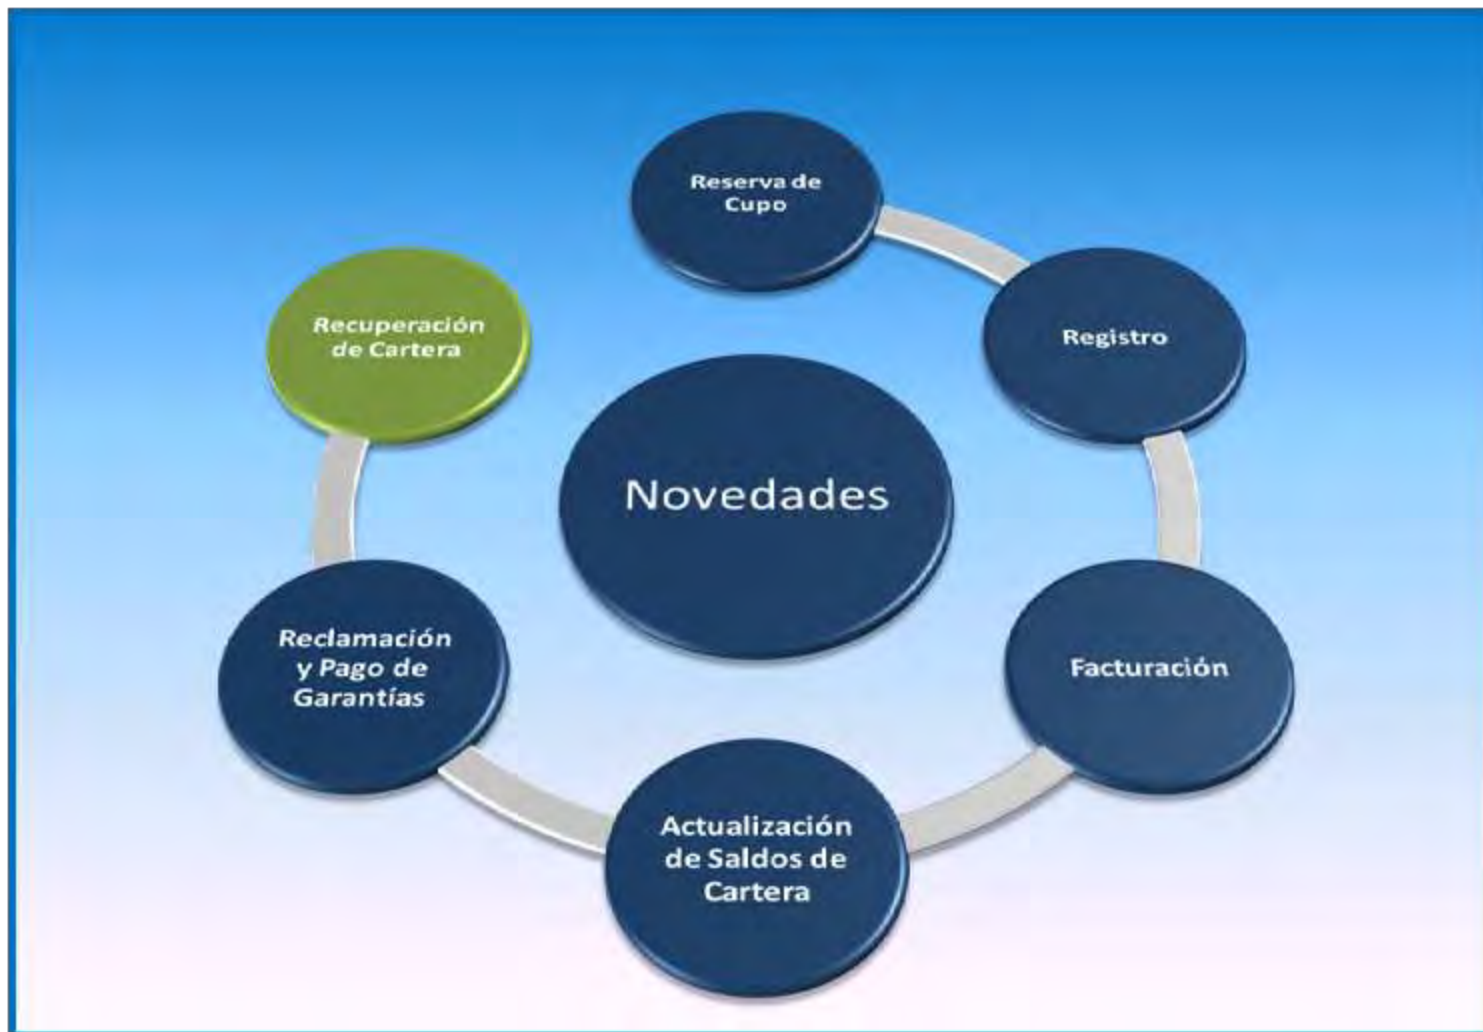 Reserva de
Cupo
Registro
Facturación
Actualización
de Saldos de
Cartera
Reclamación
y Pago de
Garantías
Recuperación
de Cartera
Novedades